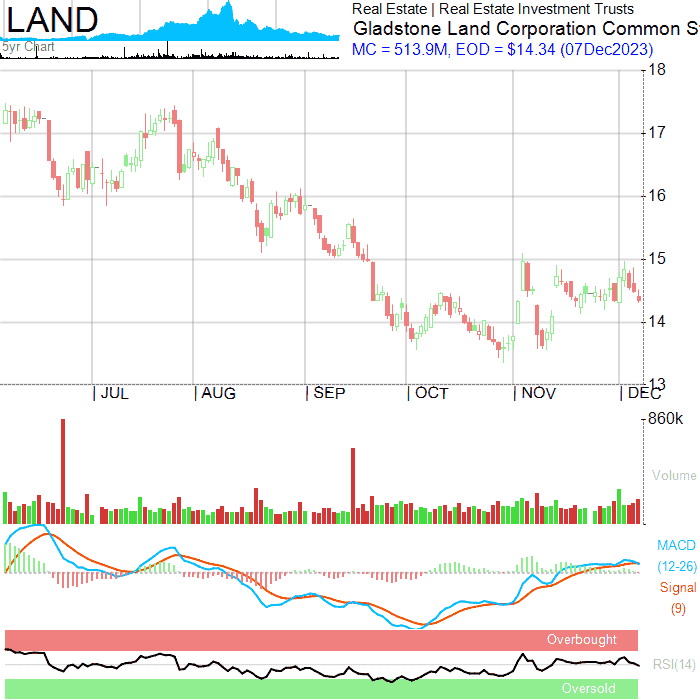 LAND
5yr Chart
Real Estate | Real Estate Investment Trusts
Gladstone Land Corporation Common S
MC = 513.9M, EOD = $14.34 (07Dec2023)
18
17
16
15
14
13
JUL AUG SEP OCT NOV DEC
860k
Volume
MACD
(12-26)
Signal
(9)
Overbought
RSI(14)
Oversold